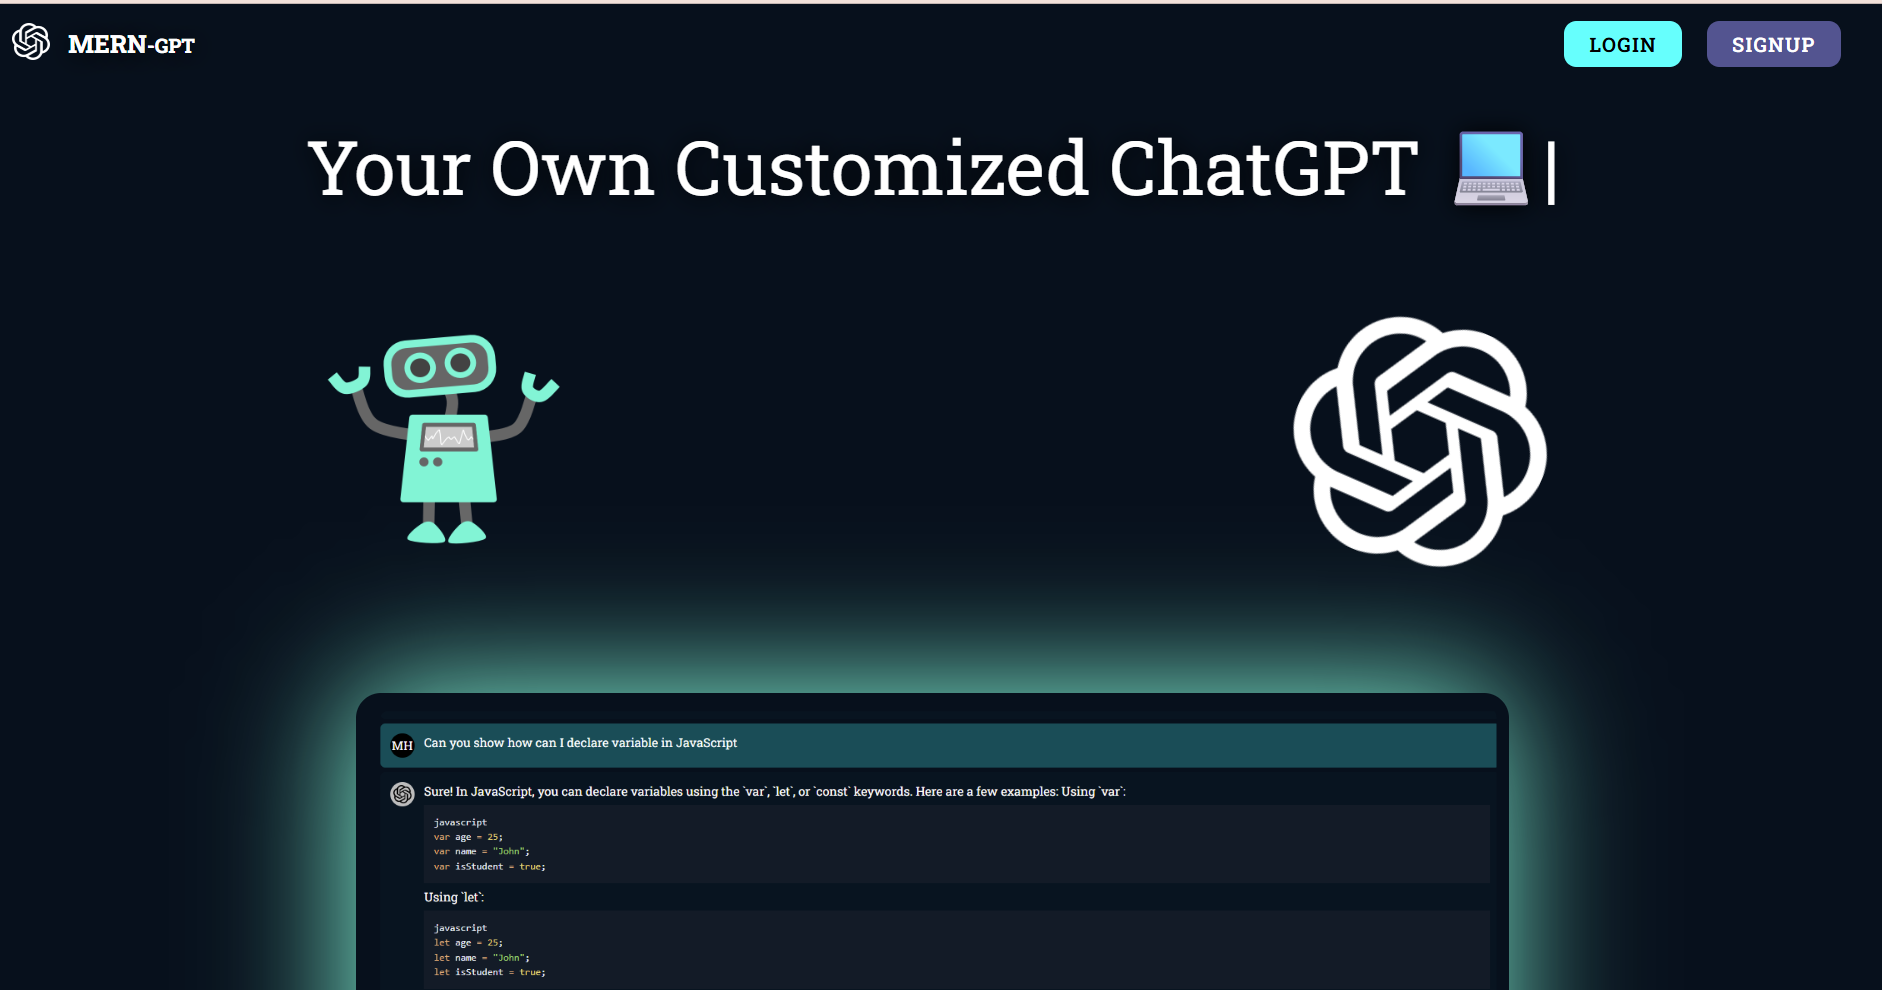 MERN-GPT
LOGIN
SIGNUP
Your Own Customized ChatGPT 💻 |
MH
Can you show how can I declare variable in JavaScript
Sure! In JavaScript, you can declare variables using the `var`, `let`, or `const` keywords. Here are a few examples: Using `var`:
javascript
var age = 25;
var name = "John";
var isStudent = true;
Using `let`:
javascript
let age = 25;
let name = "John";
let isStudent = true;